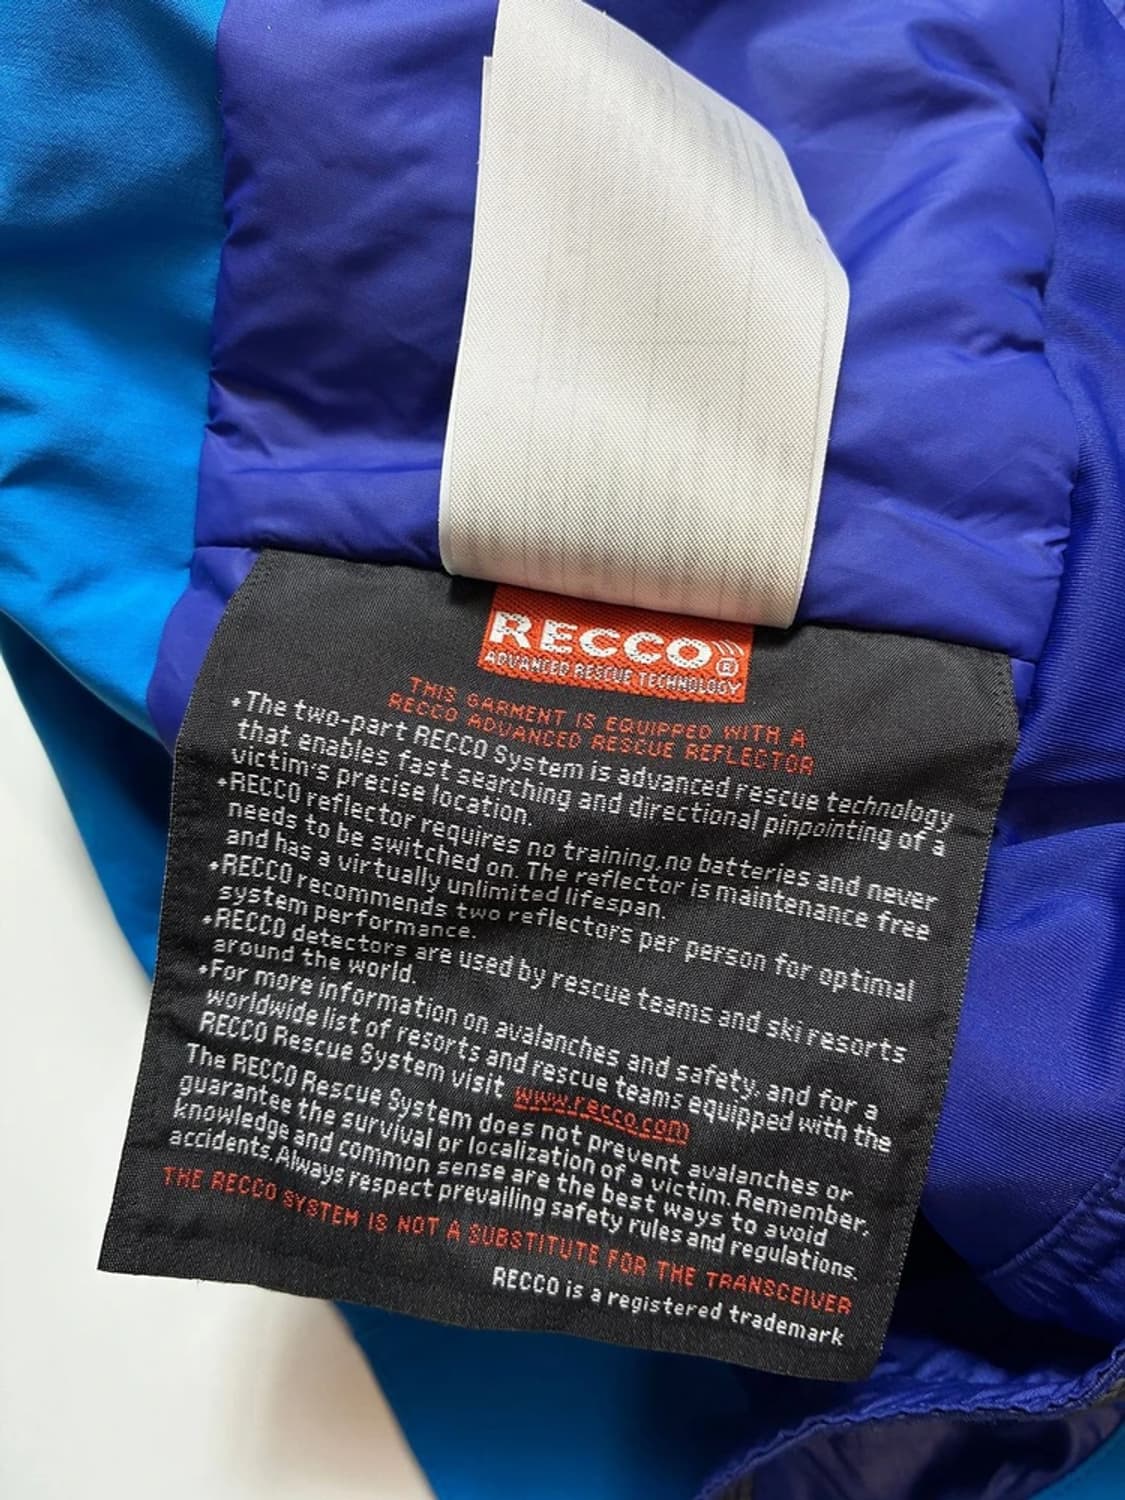 RECCO®
ADVANCED RESCUE TECHNOLOGY
THIS GARMENT IS EQUIPPED WITH A
RECCO ADVANCED RESCUE REFLECTOR
•The two-part RECCO System is advanced rescue technology
that enables fast searching and directional pinpointing of a
victim's precise location.
•RECCO reflector requires no training,no batteries and never
needs to be switched on. The reflector is maintenance free
and has a virtually unlimited lifespan.
•RECCO recommends two reflectors per person for optimal
system performance.
•RECCO detectors are used by rescue teams and ski resorts
around the world.
•For more information on avalanches and safety, and for a
worldwide list of resorts and rescue teams equipped with the
RECCO Rescue System visit www.recco.com
The RECCO Rescue System does not prevent avalanches or
guarantee the survival or localization of a victim. Remember,
knowledge and common sense are the best ways to avoid
accidents.Always respect prevailing safety rules and regulations.
THE RECCO SYSTEM IS NOT A SUBSTITUTE FOR THE TRANSCEIVER
RECCO is a registered trademark